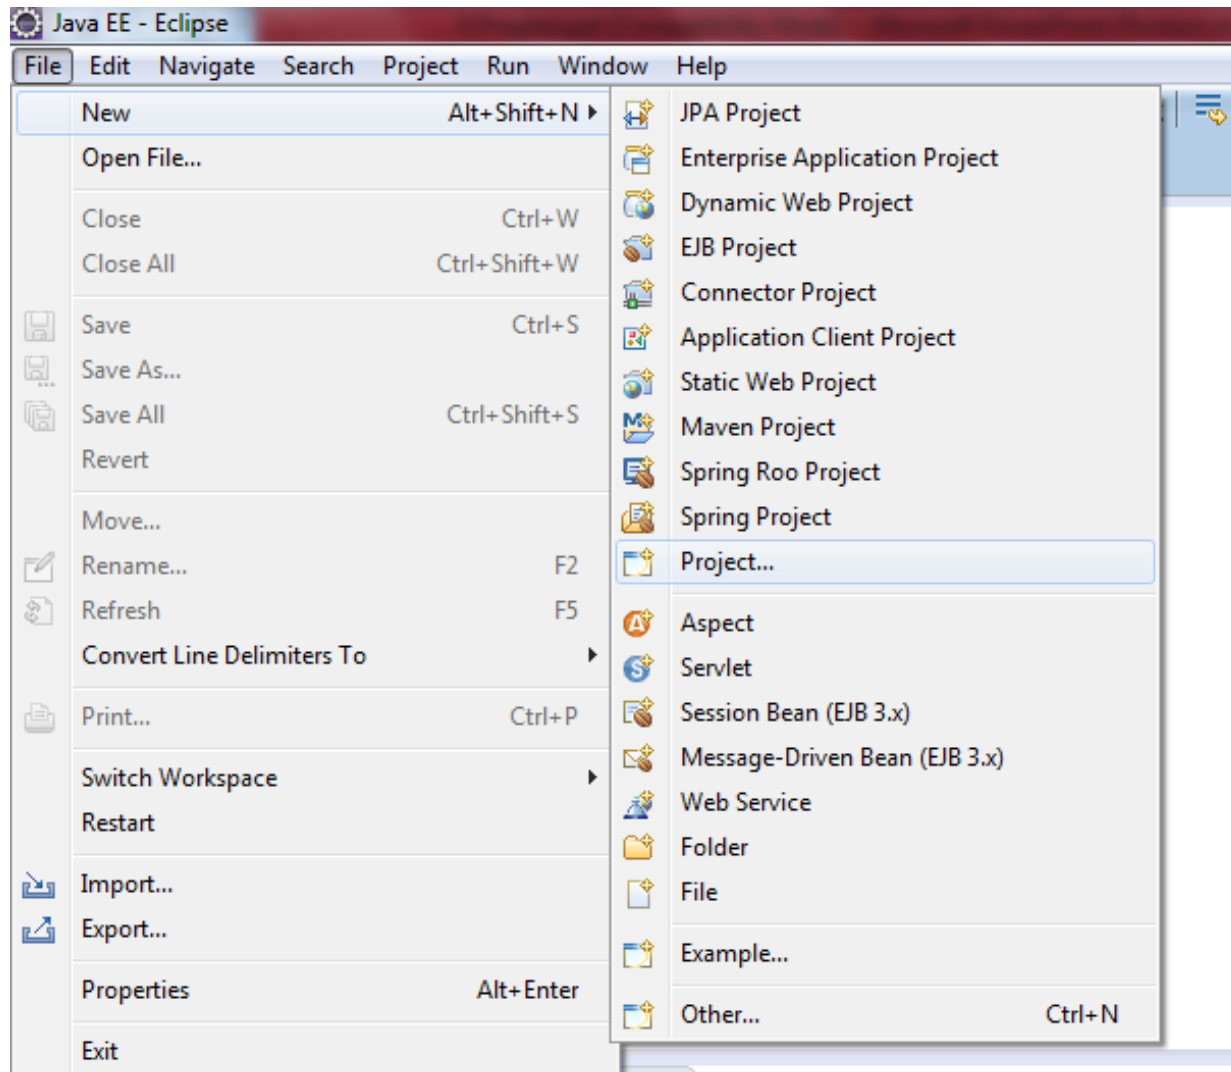 Java EE - Eclipse
File Edit Navigate Search Project Run Window Help
New Alt+Shift+N
Open File...
Close Ctrl+W
Close All Ctrl+Shift+W
Save Ctrl+S
Save As...
Save All Ctrl+Shift+S
Revert
Move...
Rename... F2
Refresh F5
Convert Line Delimiters To
Print... Ctrl+P
Switch Workspace
Restart
Import...
Export...
Properties Alt+Enter
Exit
JPA Project
Enterprise Application Project
Dynamic Web Project
EJB Project
Connector Project
Application Client Project
Static Web Project
Maven Project
Spring Roo Project
Spring Project
Project...
Aspect
Servlet
Session Bean (EJB 3.x)
Message-Driven Bean (EJB 3.x)
Web Service
Folder
File
Example...
Other... Ctrl+N